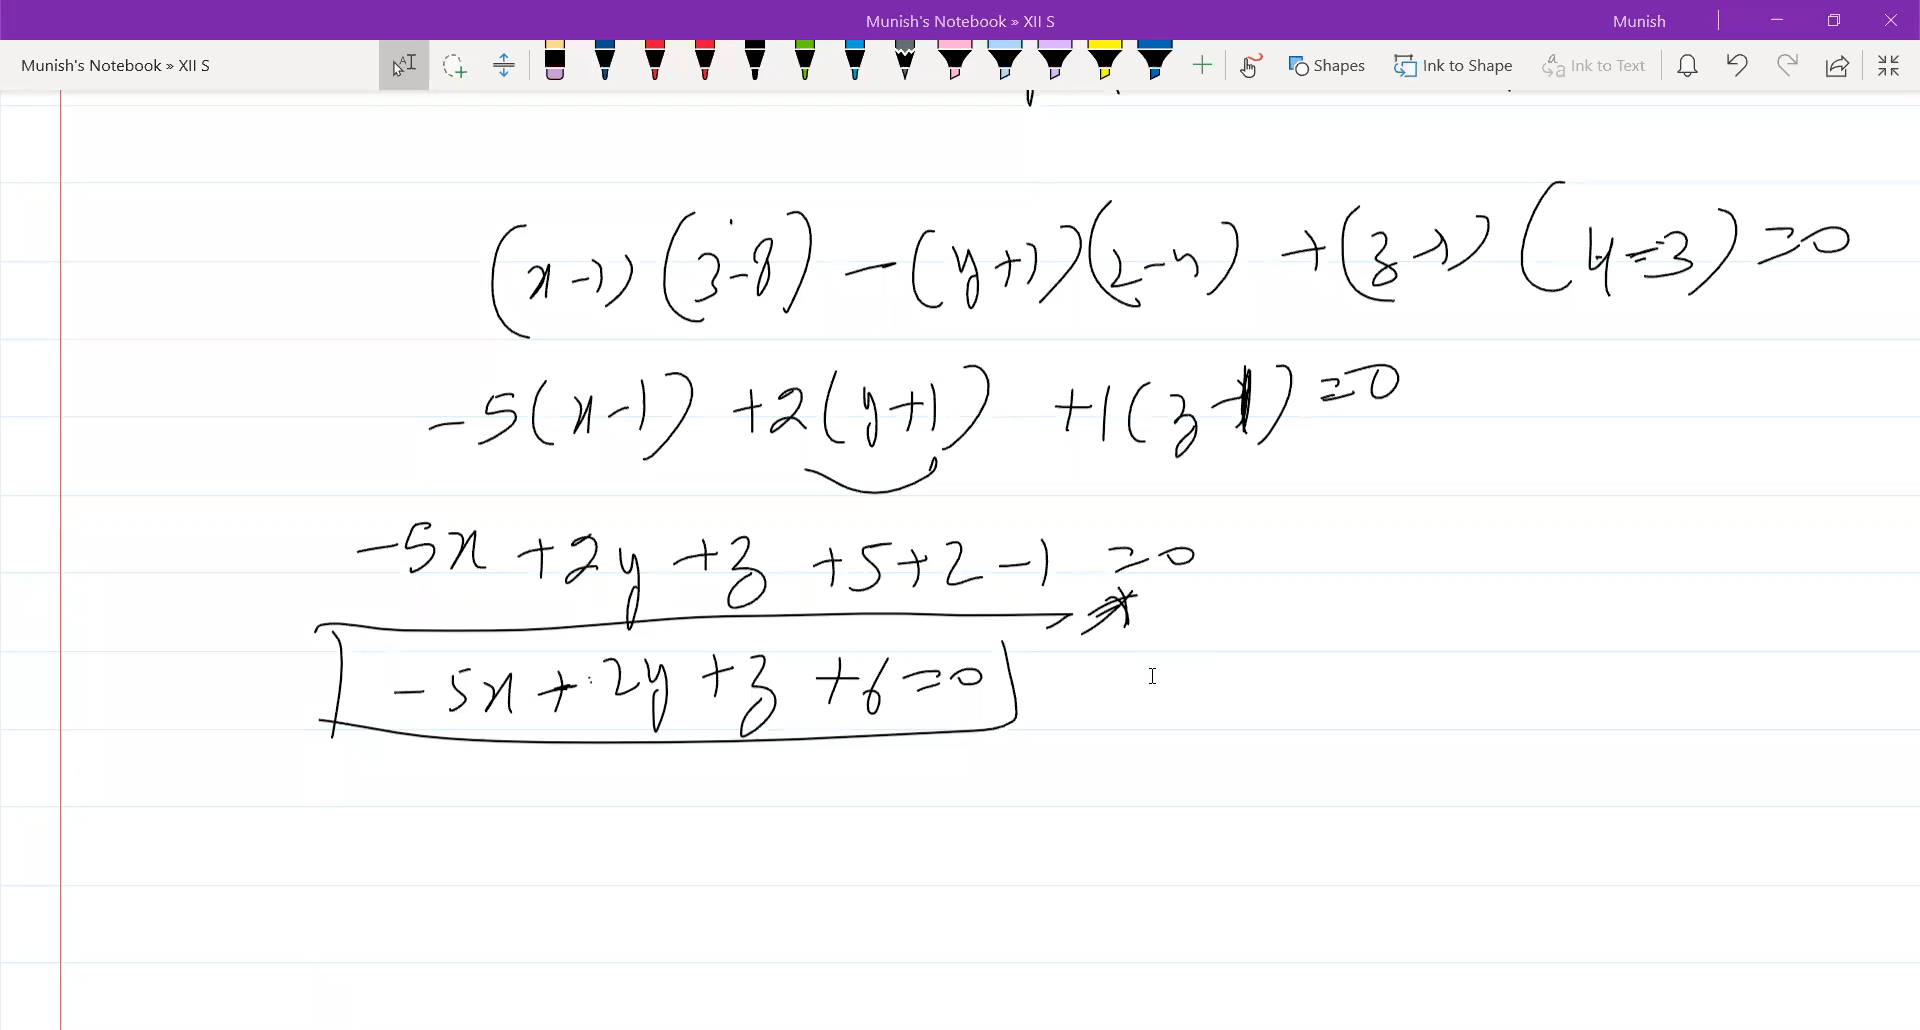 Munish's Notebook » XII S
Munish
Munish's Notebook » XII S
Shapes
Ink to Shape
Ink to Text
(x-1)(3-8) - (y+1)(2-4) + (z-1)(4-3) = 0
-5(x-1) +2(y+1) +1(z-1) = 0
-5x +2y +z +5+2-1 = 0
-5x + 2y + z + 6 = 0